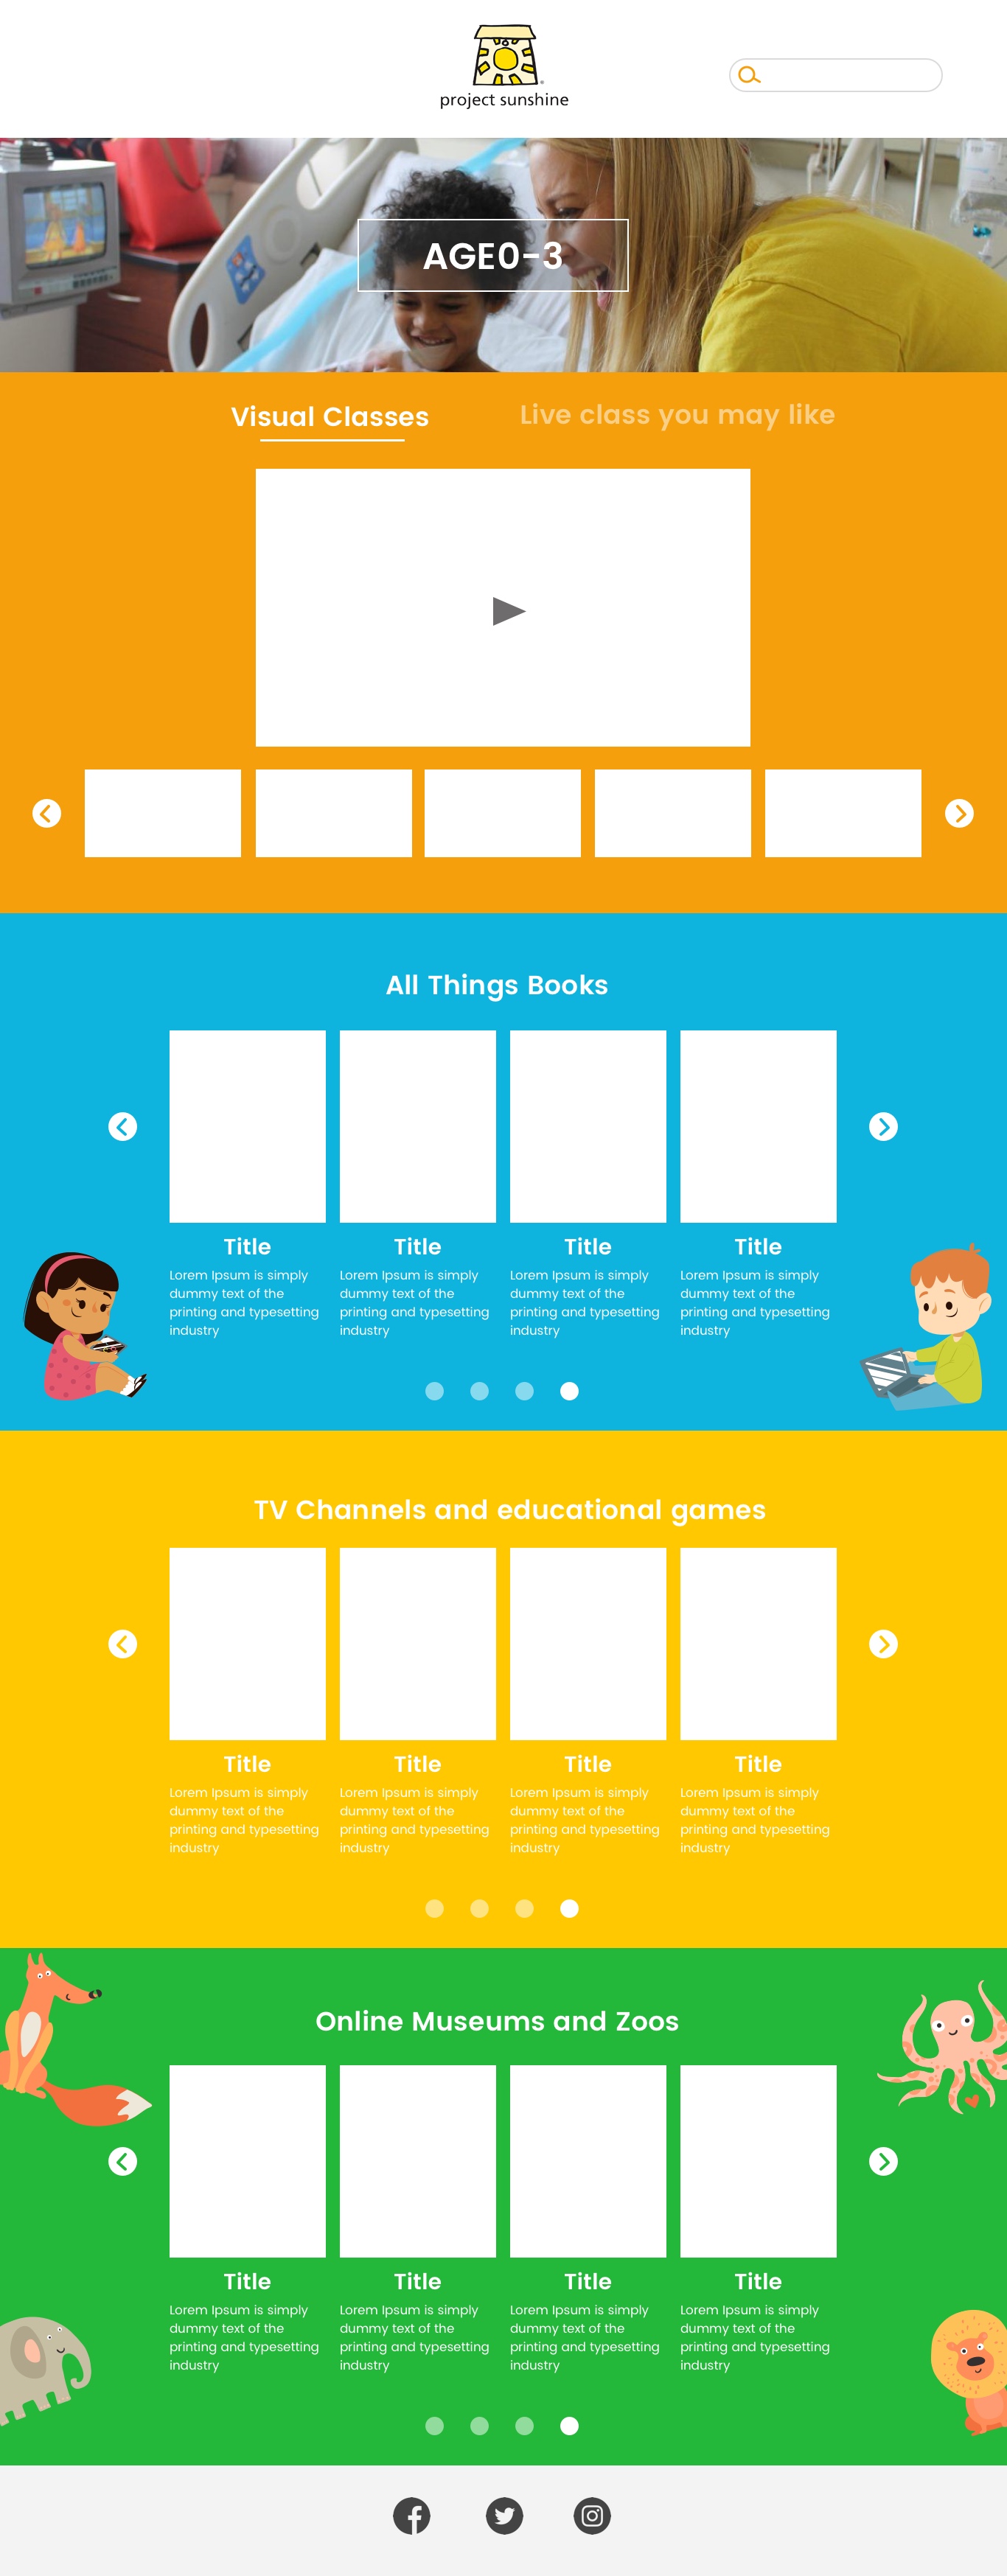 project sunshine
AGE0-3
Visual Classes
Live class you may like
All Things Books
Title
Title
Title
Title
Lorem Ipsum is simply
dummy text of the
printing and typesetting
industry
Lorem Ipsum is simply
dummy text of the
printing and typesetting
industry
Lorem Ipsum is simply
dummy text of the
printing and typesetting
industry
Lorem Ipsum is simply
dummy text of the
printing and typesetting
industry
TV Channels and educational games
Title
Title
Title
Title
Lorem Ipsum is simply
dummy text of the
printing and typesetting
industry
Lorem Ipsum is simply
dummy text of the
printing and typesetting
industry
Lorem Ipsum is simply
dummy text of the
printing and typesetting
industry
Lorem Ipsum is simply
dummy text of the
printing and typesetting
industry
Online Museums and Zoos
Title
Title
Title
Title
Lorem Ipsum is simply
dummy text of the
printing and typesetting
industry
Lorem Ipsum is simply
dummy text of the
printing and typesetting
industry
Lorem Ipsum is simply
dummy text of the
printing and typesetting
industry
Lorem Ipsum is simply
dummy text of the
printing and typesetting
industry